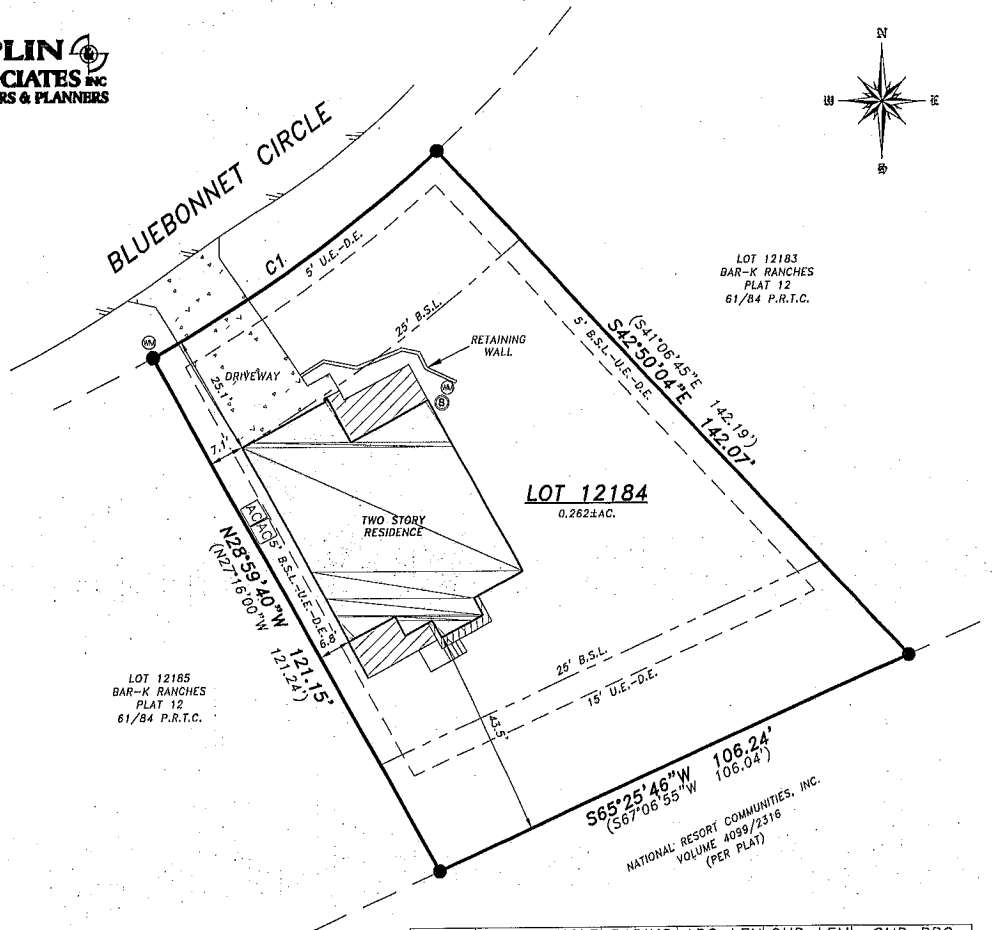 PLIN
CIATES INC
RS & PLANNERS
N
W E
S
BLUEBONNET CIRCLE
C1
5' U.E.-D.E.
25' B.S.L.
RETAINING
WALL
WM
DRIVEWAY
25.1'
7.1'
S
LOT 12183
BAR-K RANCHES
PLAT 12
61/84 P.R.T.C.
(S41°06'45"E 142.19')
S42°50'04"E 142.07'
5' B.S.L.-U.E.-D.E.
LOT 12184
0.262±AC.
TWO STORY
RESIDENCE
AC AC
5' B.S.L.-U.E.-D.E.
6.8'
N28°59'40"W 121.15'
(N27°16'00"W 121.24')
LOT 12185
BAR-K RANCHES
PLAT 12
61/84 P.R.T.C.
25' B.S.L.
15' U.E.-D.E.
43.5'
S65°25'46"W 106.24'
(S67°06'55"W 106.04')
NATIONAL RESORT COMMUNITIES, INC.
VOLUME 4099/2316
(PER PLAT)